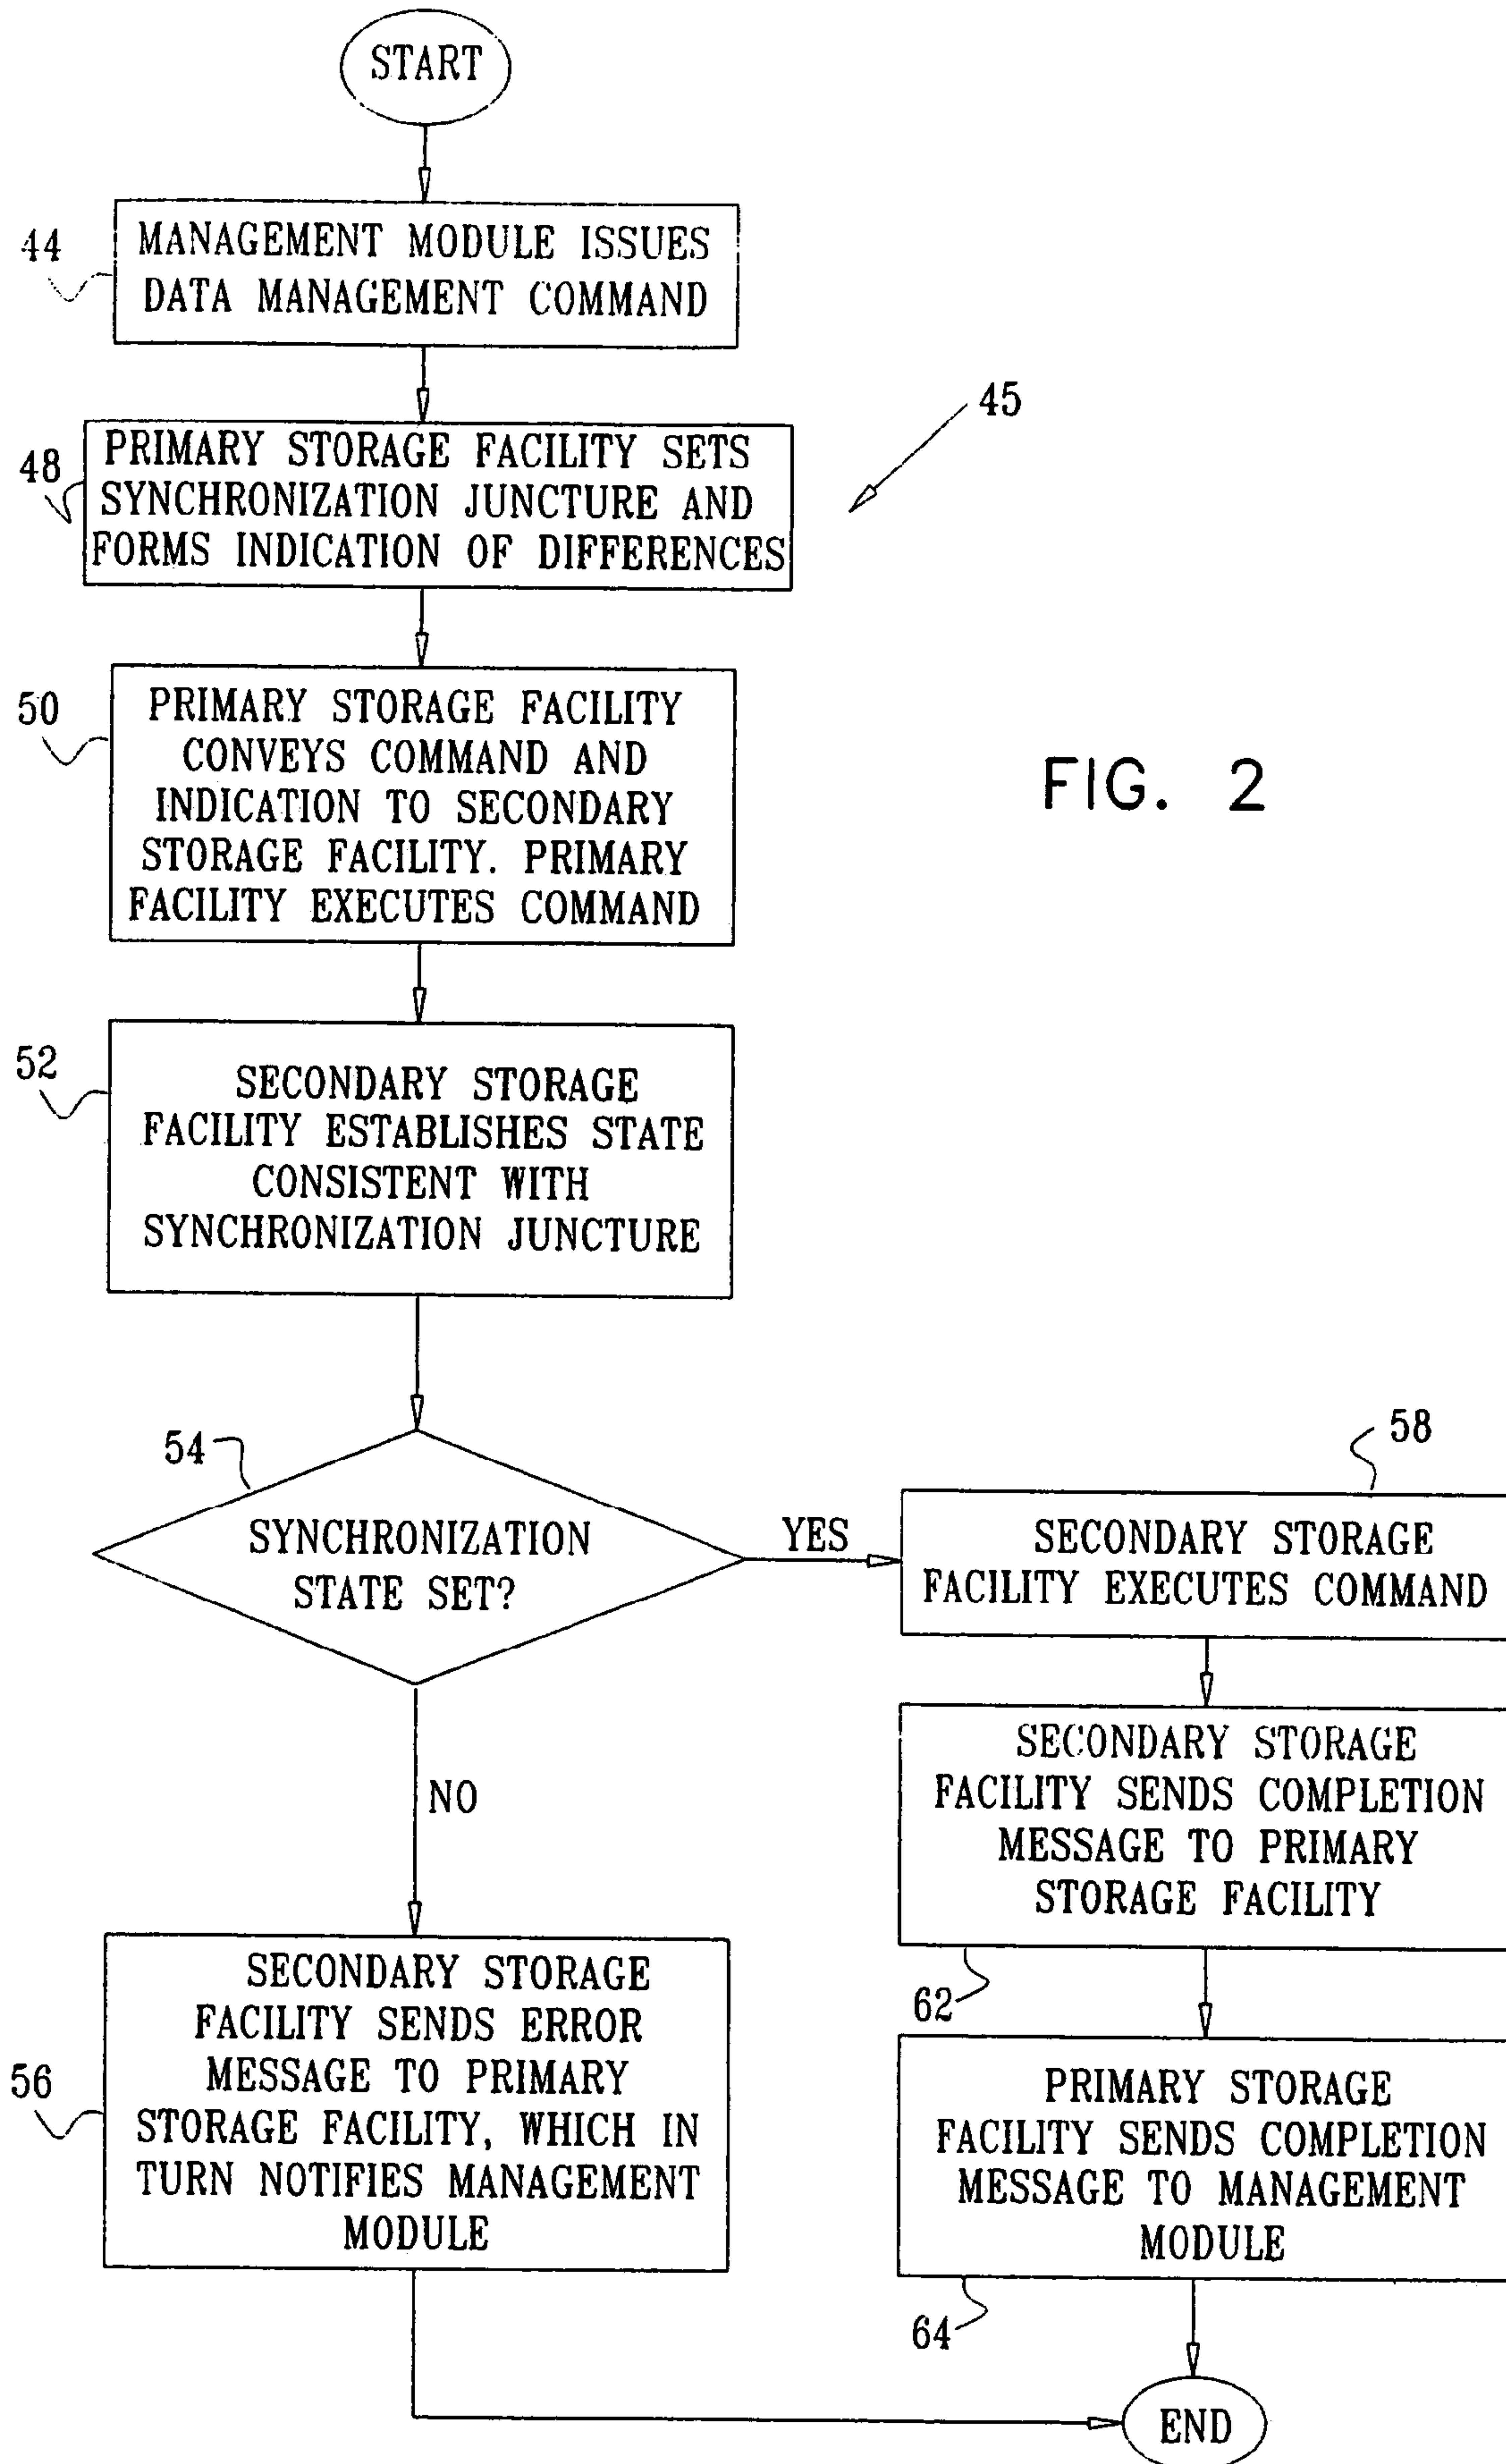 START
44
MANAGEMENT MODULE ISSUES
DATA MANAGEMENT COMMAND
45
48
PRIMARY STORAGE FACILITY SETS
SYNCHRONIZATION JUNCTURE AND
FORMS INDICATION OF DIFFERENCES
50
PRIMARY STORAGE FACILITY
CONVEYS COMMAND AND
INDICATION TO SECONDARY
STORAGE FACILITY. PRIMARY
FACILITY EXECUTES COMMAND
FIG. 2
52
SECONDARY STORAGE
FACILITY ESTABLISHES STATE
CONSISTENT WITH
SYNCHRONIZATION JUNCTURE
54
SYNCHRONIZATION
STATE SET?
YES
58
SECONDARY STORAGE
FACILITY EXECUTES COMMAND
SECONDARY STORAGE
FACILITY SENDS COMPLETION
MESSAGE TO PRIMARY
STORAGE FACILITY
62
NO
56
SECONDARY STORAGE
FACILITY SENDS ERROR
MESSAGE TO PRIMARY
STORAGE FACILITY, WHICH IN
TURN NOTIFIES MANAGEMENT
MODULE
PRIMARY STORAGE
FACILITY SENDS COMPLETION
MESSAGE TO MANAGEMENT
MODULE
64
END